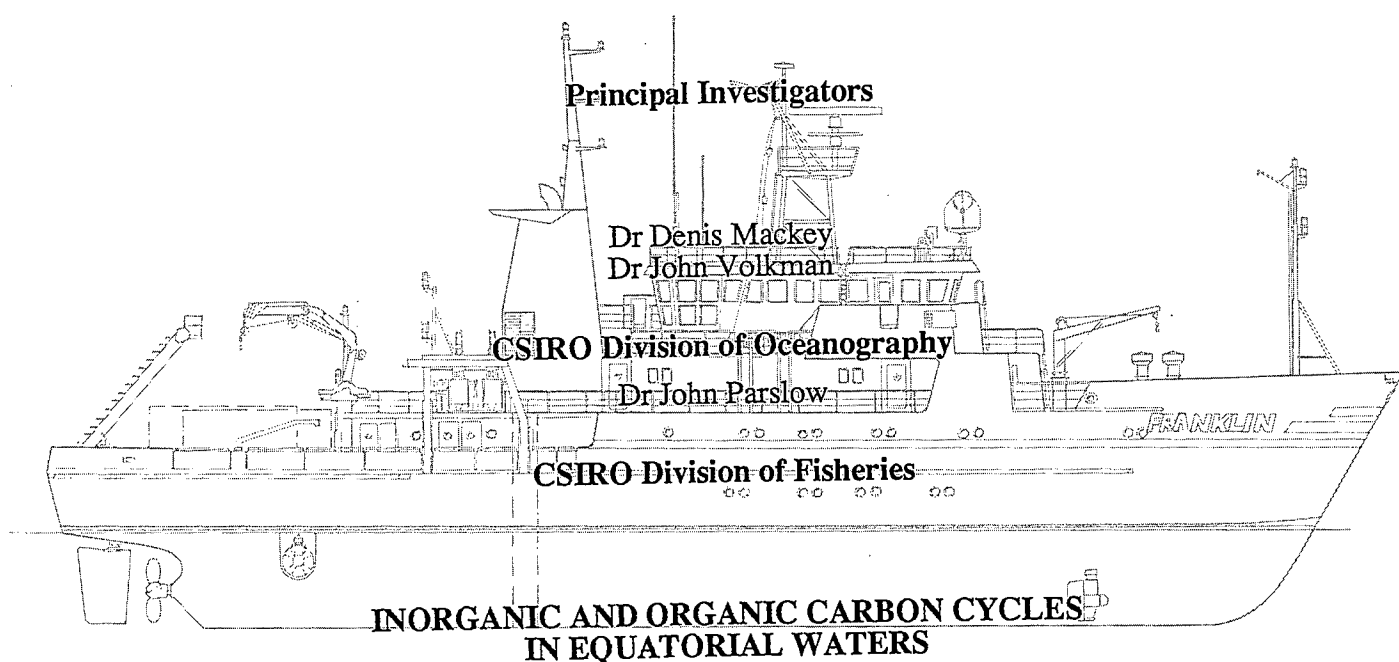 Principal Investigators
Dr Denis Mackey
Dr John Volkman
CSIRO Division of Oceanography
Dr John Parslow
FRANKLIN
CSIRO Division of Fisheries
INORGANIC AND ORGANIC CARBON CYCLES
IN EQUATORIAL WATERS